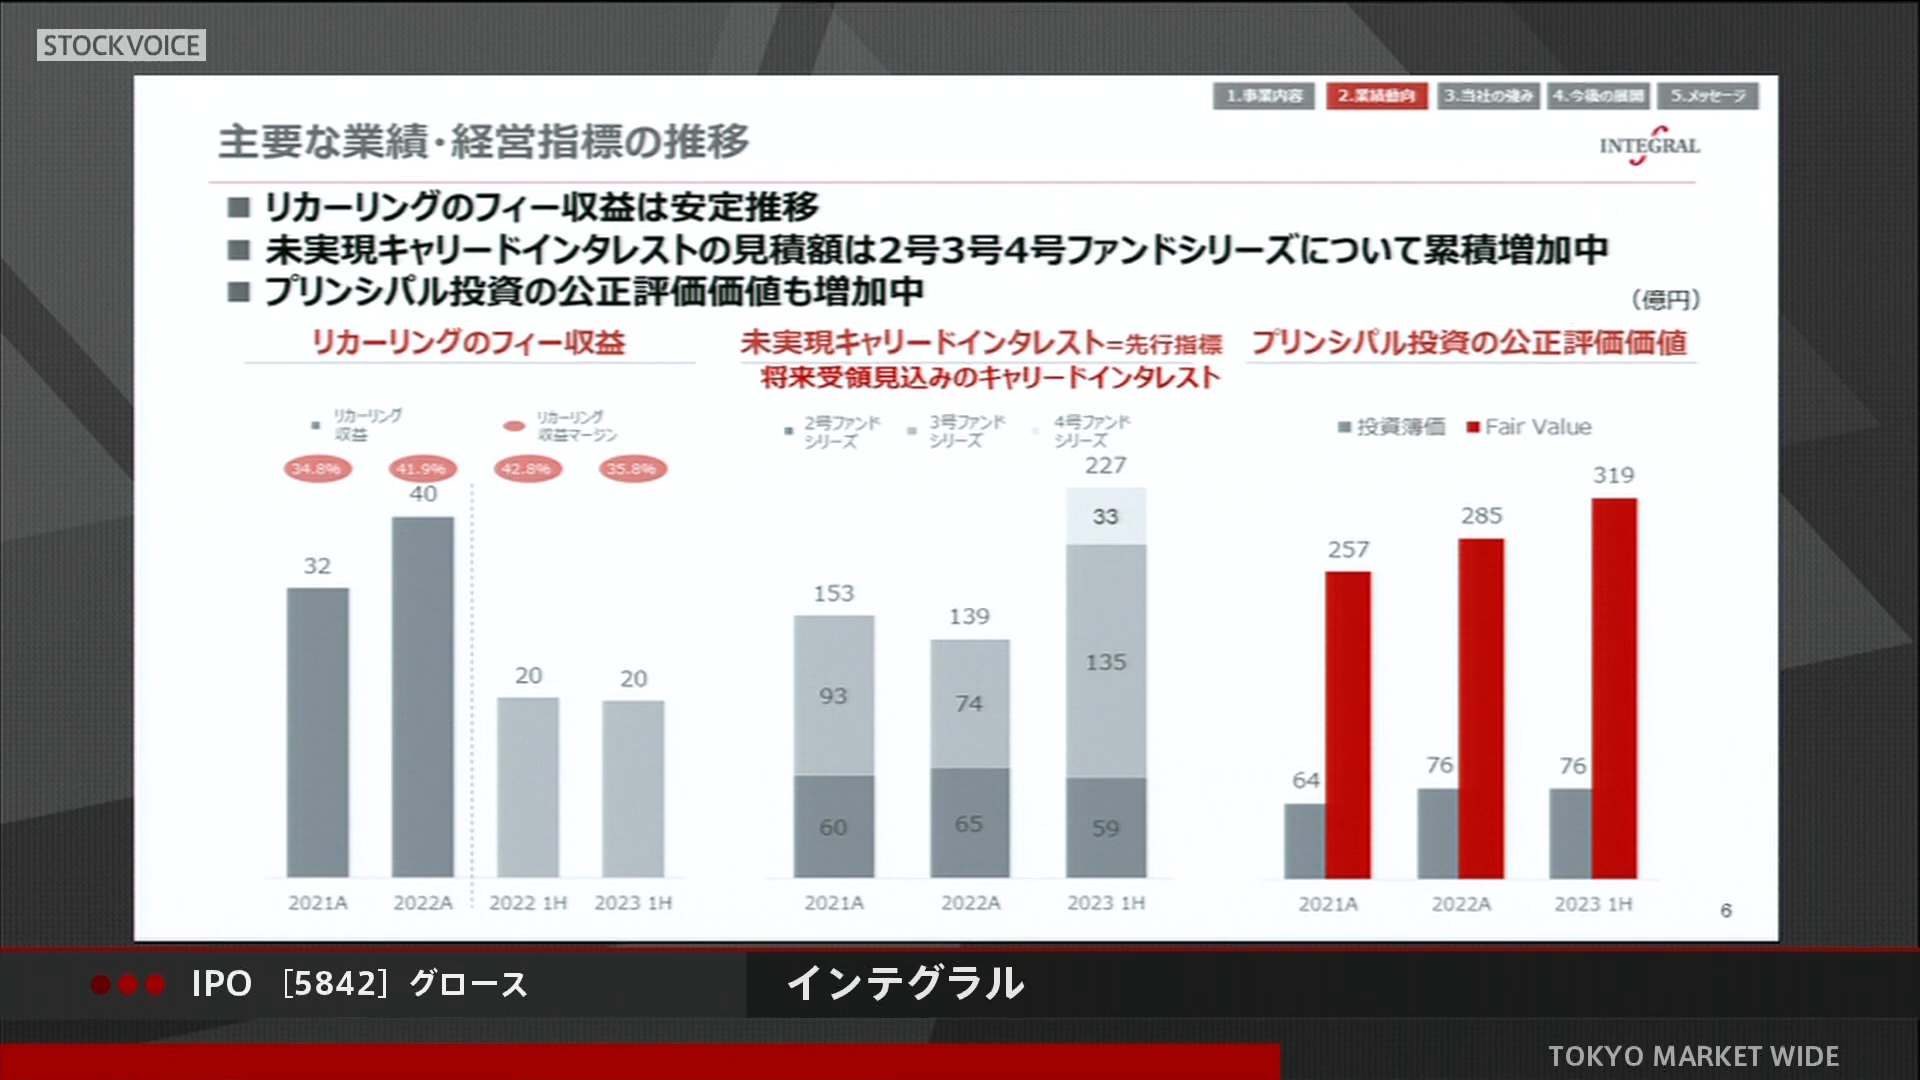 STOCKVOICE
1.事業内容 2.業績動向 3.当社の強み 4.今後の展開 5.メッセージ
主要な業績・経営指標の推移
INTEGRAL
■ リカーリングのフィー収益は安定推移
■ 未実現キャリードインタレストの見積額は2号3号4号ファンドシリーズについて累積増加中
■ プリンシパル投資の公正評価価値も増加中
（億円）
リカーリングのフィー収益
リカーリング
収益
リカーリング
収益マージン
34.8% 41.9% 42.8% 35.8%
32
40
20
20
2021A 2022A 2022 1H 2023 1H
未実現キャリードインタレスト=先行指標
将来受領見込みのキャリードインタレスト
2号ファンド
シリーズ
3号ファンド
シリーズ
4号ファンド
シリーズ
153
93
60
139
74
65
227
33
135
59
2021A 2022A 2023 1H
プリンシパル投資の公正評価価値
投資簿価 Fair Value
64
257
76
285
76
319
2021A 2022A 2023 1H
6
IPO [5842] グロース
インテグラル
TOKYO MARKET WIDE